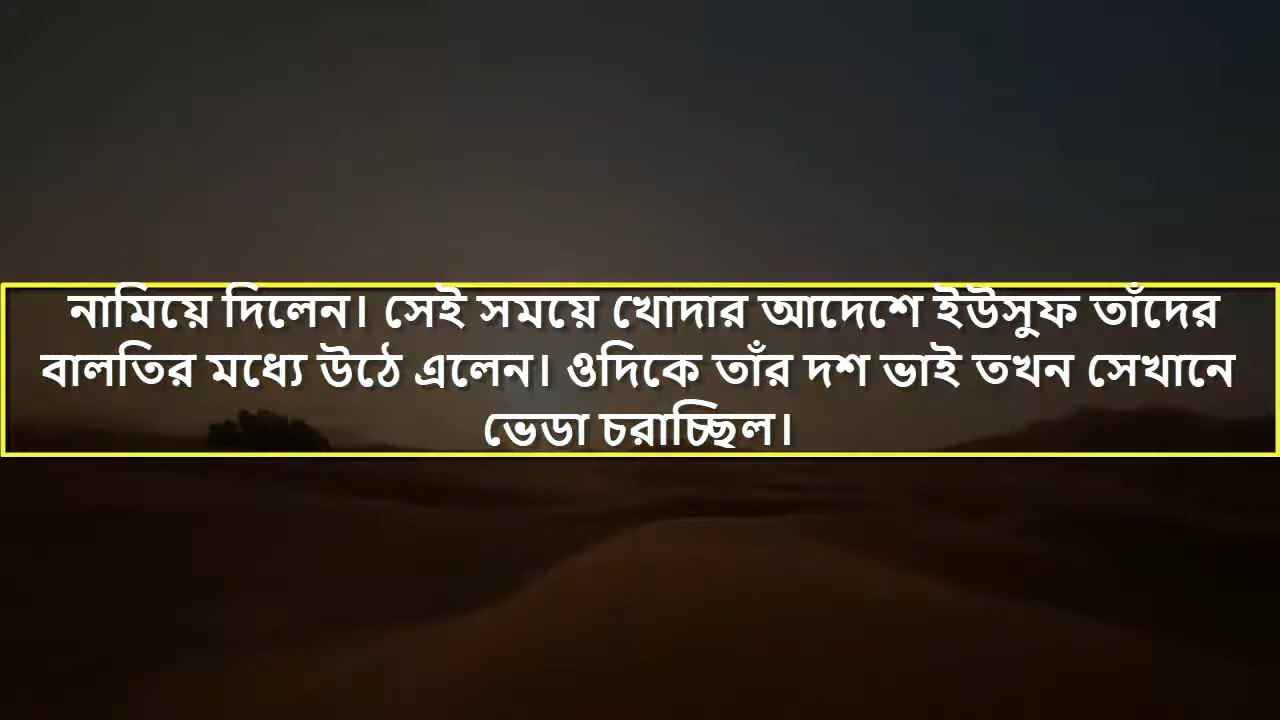 নামিয়ে দিলেন। সেই সময়ে খোদার আদেশে ইউসুফ তাঁদের
বালতির মধ্যে উঠে এলেন। ওদিকে তাঁর দশ ভাই তখন সেখানে
ভেডা চরাচ্ছিল।